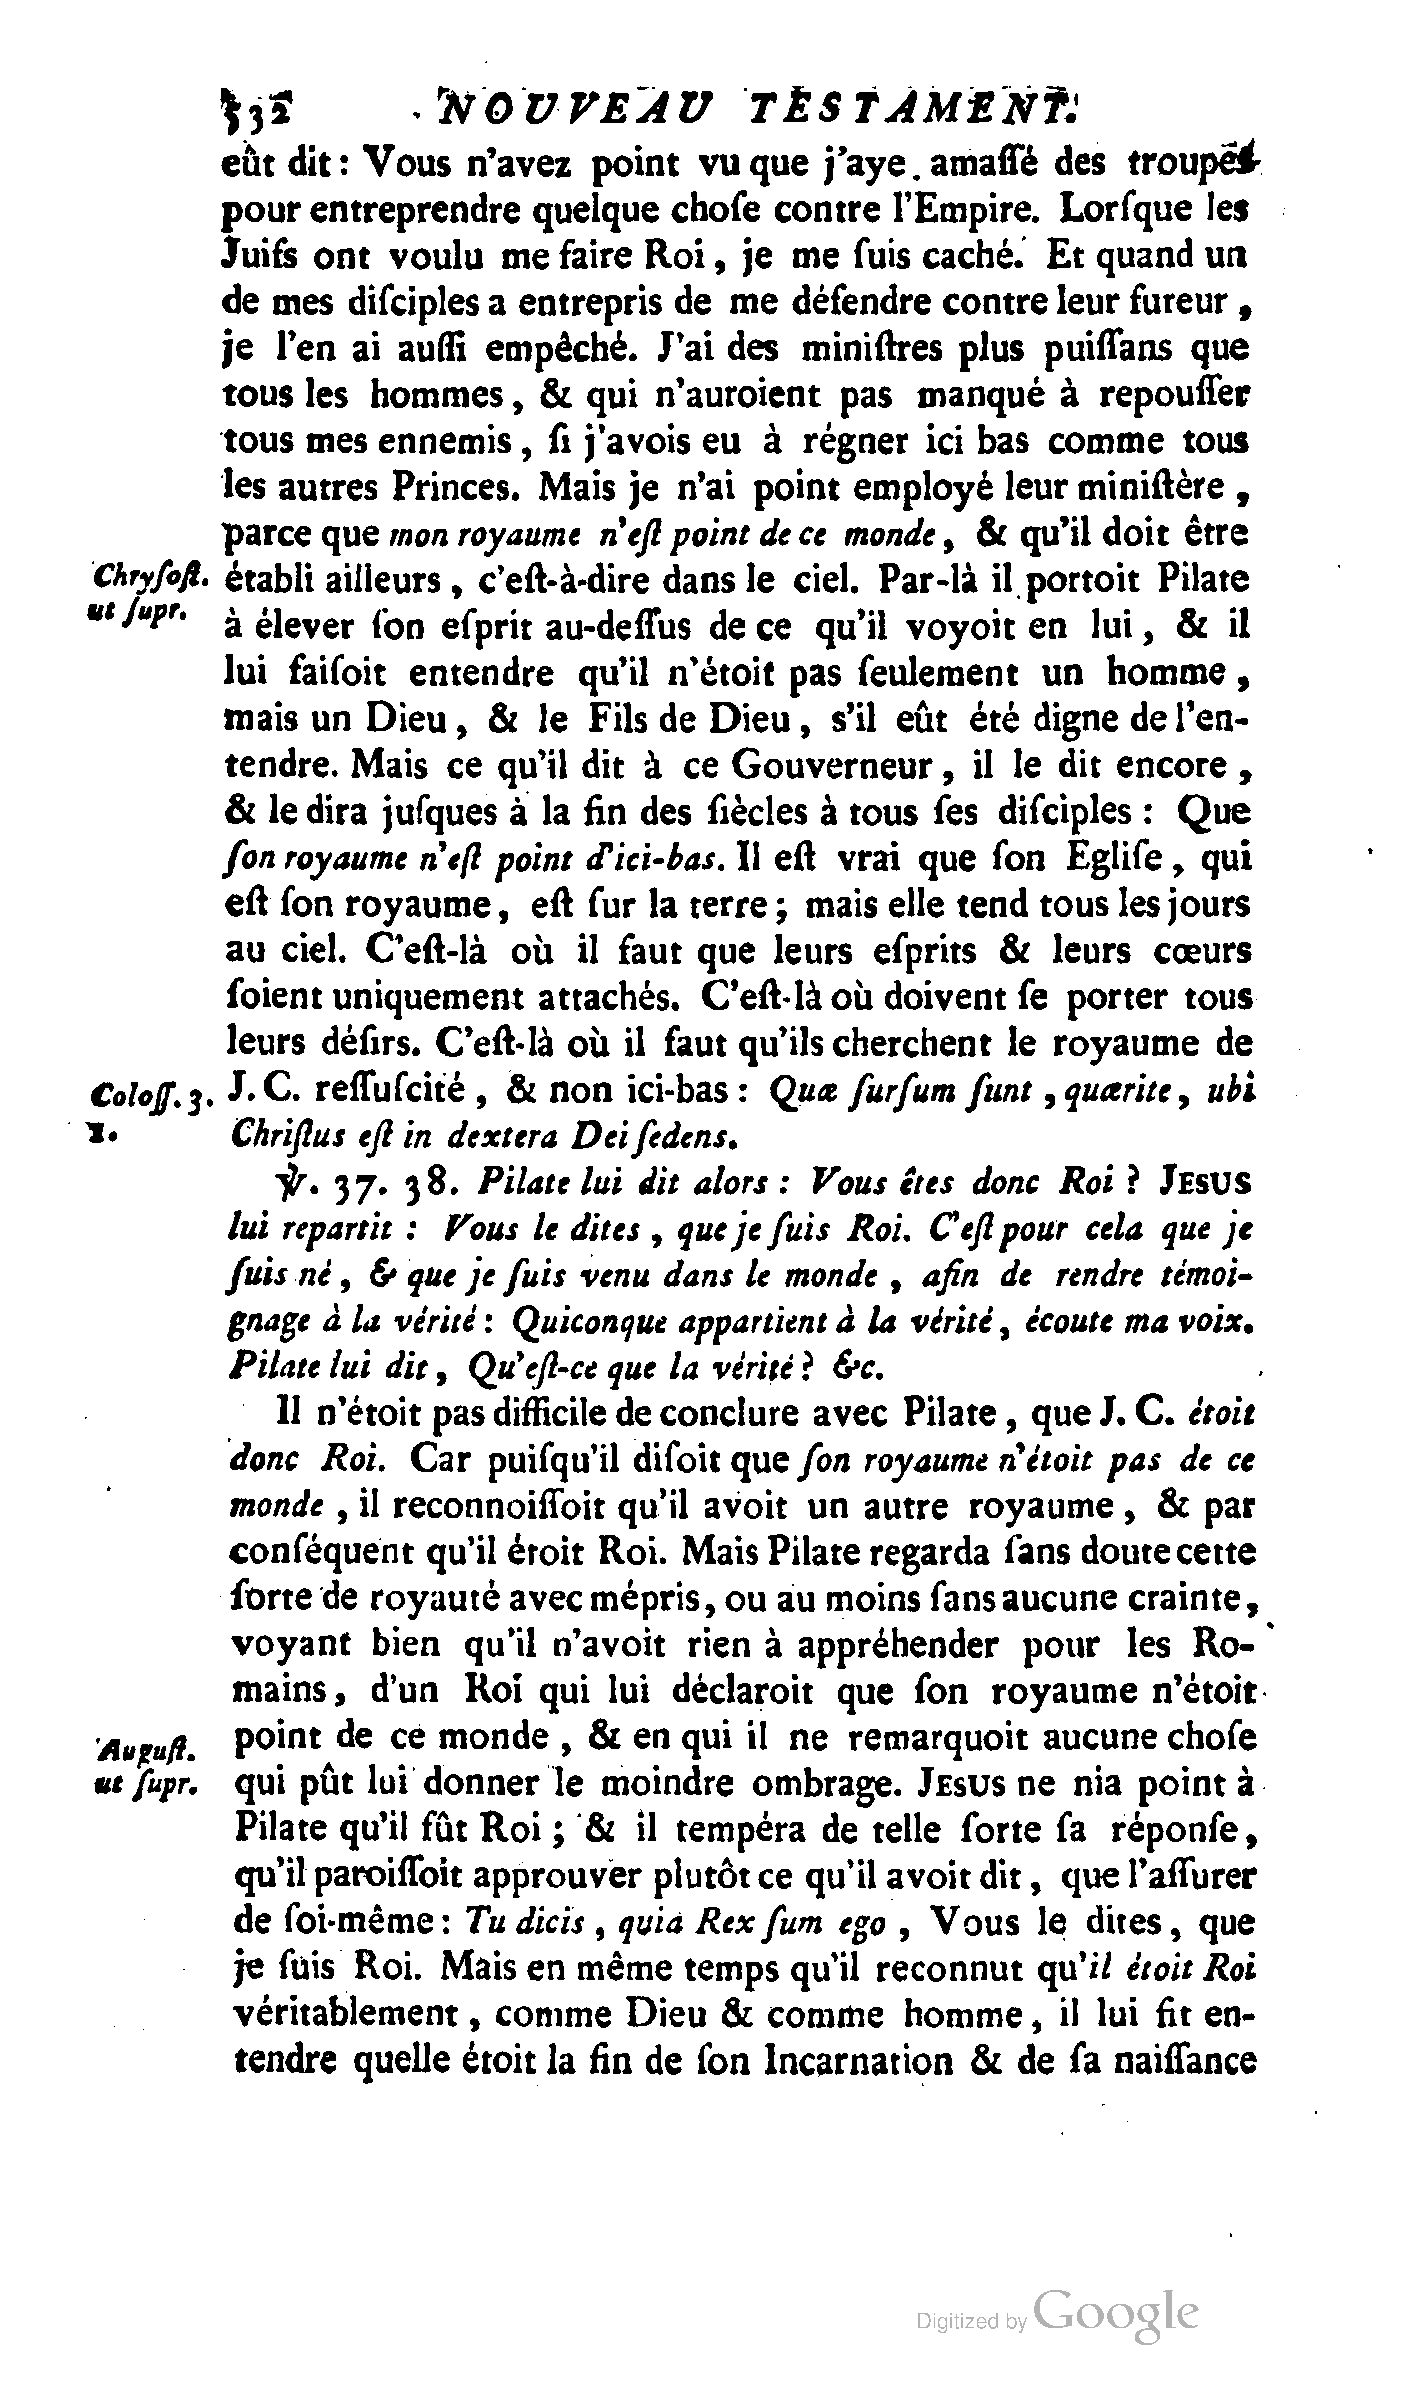 532 NOUVEAU TESTAMENT.
eût dit : Vous n'avez point vu que j'aye amaſſé des troupes
pour entreprendre quelque choſe contre l'Empire. Lorſque les
Juifs ont voulu me faire Roi, je me ſuis caché. Et quand un
de mes diſciples a entrepris de me défendre contre leur fureur,
je l'en ai auſſi empêché. J'ai des miniſtres plus puiſſans que
tous les hommes, & qui n'auroient pas manqué à repouſſer
tous mes ennemis, ſi j'avois eu à régner ici bas comme tous
les autres Princes. Mais je n'ai point employé leur miniſtère,
parce que mon royaume n'eſt point de ce monde, & qu'il doit être
Chryſoſt. établi ailleurs, c'eſt-à-dire dans le ciel. Par-là il portoit Pilate
ut ſupr. à élever ſon eſprit au-deſſus de ce qu'il voyoit en lui, & il
lui faiſoit entendre qu'il n'étoit pas ſeulement un homme,
mais un Dieu, & le Fils de Dieu, s'il eût été digne de l'en-
tendre. Mais ce qu'il dit à ce Gouverneur, il le dit encore,
& le dira juſques à la fin des ſiècles à tous ſes diſciples : Que
ſon royaume n'eſt point d'ici-bas. Il eſt vrai que ſon Egliſe, qui
eſt ſon royaume, eſt ſur la terre ; mais elle tend tous les jours
au ciel. C'eſt-là où il faut que leurs eſprits & leurs cœurs
ſoient uniquement attachés. C'eſt-là où doivent ſe porter tous
leurs déſirs. C'eſt-là où il faut qu'ils cherchent le royaume de
Coloſſ. 3. J. C. reſſuſcité, & non ici-bas : Quæ ſurſum ſunt, quærite, ubi
1. Chriſtus eſt in dextera Dei ſedens.
℣. 37. 38. Pilate lui dit alors : Vous êtes donc Roi ? JESUS
lui repartit : Vous le dites, que je ſuis Roi. C'eſt pour cela que je
ſuis né, & que je ſuis venu dans le monde, afin de rendre témoi-
gnage à la vérité : Quiconque appartient à la vérité, écoute ma voix.
Pilate lui dit, Qu'eſt-ce que la vérité ? &c.
Il n'étoit pas difficile de conclure avec Pilate, que J. C. étoit
donc Roi. Car puiſqu'il diſoit que ſon royaume n'étoit pas de ce
monde, il reconnoiſſoit qu'il avoit un autre royaume, & par
conſéquent qu'il étoit Roi. Mais Pilate regarda ſans doute cette
ſorte de royauté avec mépris, ou au moins ſans aucune crainte,
voyant bien qu'il n'avoit rien à appréhender pour les Ro-
mains, d'un Roi qui lui déclaroit que ſon royaume n'étoit
Auguſt. point de ce monde, & en qui il ne remarquoit aucune choſe
ut ſupr. qui pût lui donner le moindre ombrage. JESUS ne nia point à
Pilate qu'il fût Roi ; & il tempéra de telle ſorte ſa réponſe,
qu'il paroiſſoit approuver plutôt ce qu'il avoit dit, que l'aſſurer
de ſoi-même : Tu dicis, quia Rex ſum ego, Vous le dites, que
je ſuis Roi. Mais en même temps qu'il reconnut qu'il étoit Roi
véritablement, comme Dieu & comme homme, il lui fit en-
tendre quelle étoit la fin de ſon Incarnation & de ſa naiſſance
Digitized by Google